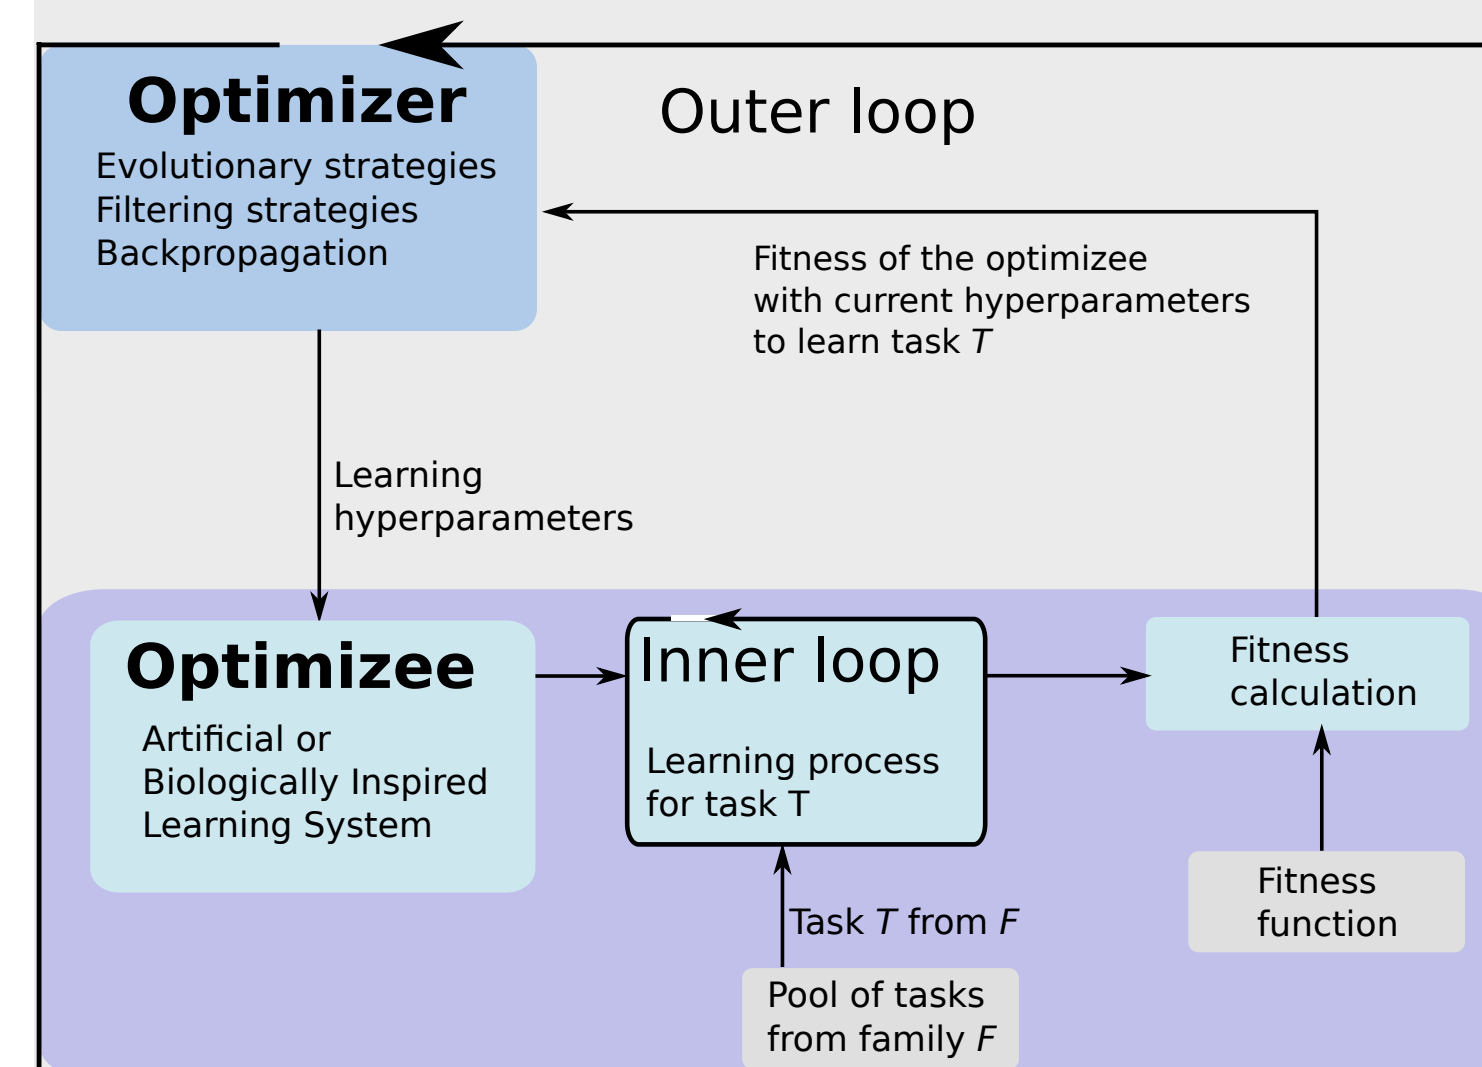 Optimizer
Evolutionary strategies
Filtering strategies
Backpropagation
Outer loop
Fitness of the optimizee
with current hyperparameters
to learn task T
Learning
hyperparameters
Optimizee
Artificial or
Biologically Inspired
Learning System
Inner loop
Learning process
for task T
Fitness
calculation
Fitness
function
Task T from F
Pool of tasks
from family F